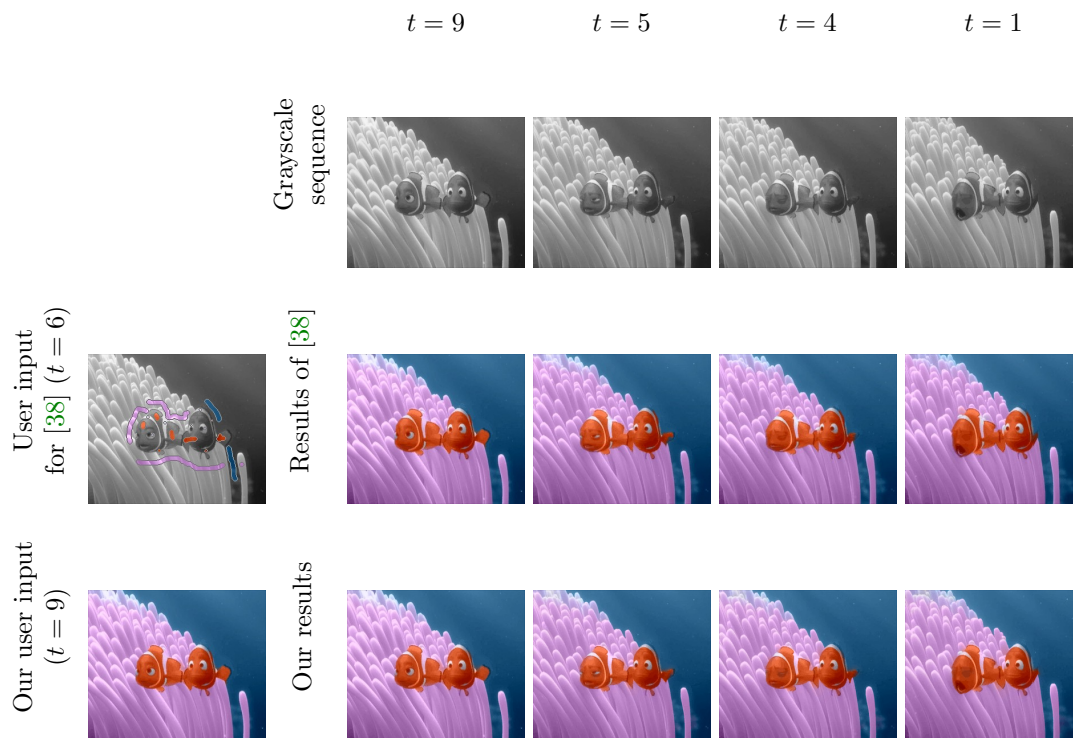 t = 9
t = 5
t = 4
t = 1
Grayscale
sequence
User input
for [38] (t = 6)
Results of [38]
Our user input
(t = 9)
Our results